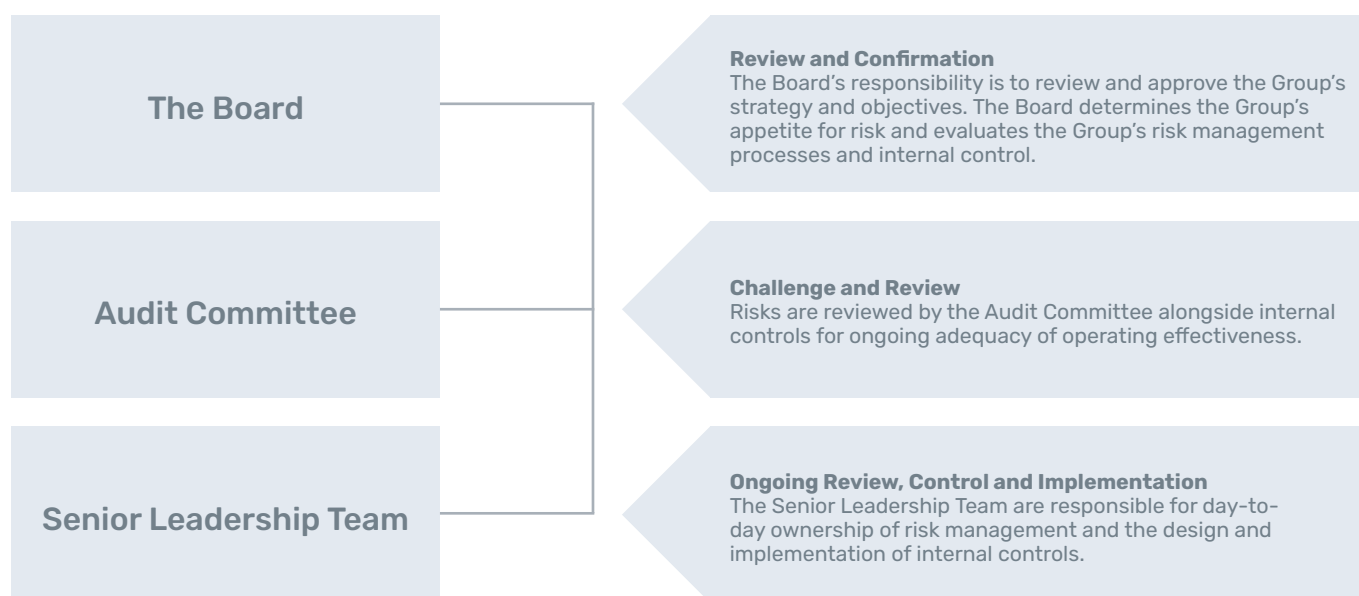 The Board
Review and Confirmation
The Board’s responsibility is to review and approve the Group’s
strategy and objectives. The Board determines the Group’s
appetite for risk and evaluates the Group’s risk management
processes and internal control.
Audit Committee
Challenge and Review
Risks are reviewed by the Audit Committee alongside internal
controls for ongoing adequacy of operating effectiveness.
Senior Leadership Team
Ongoing Review, Control and Implementation
The Senior Leadership Team are responsible for day-to-
day ownership of risk management and the design and
implementation of internal controls.